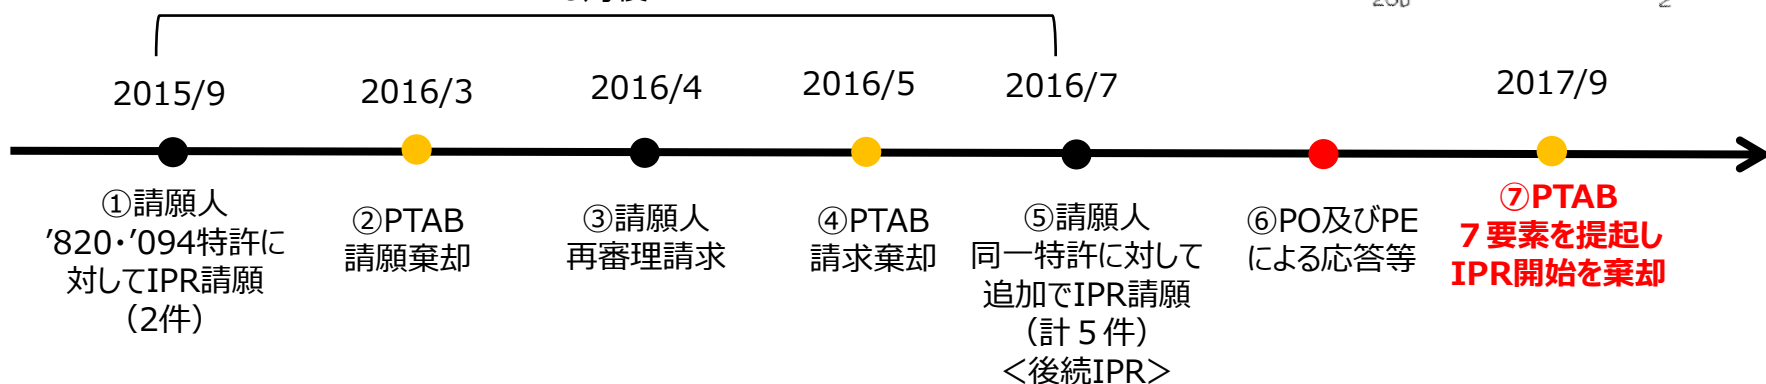 2015/9
2016/3
2016/4
2016/5
2016/7
2017/9
①請願人
’820・’094特許に
対してIPR請願
（2件）
②PTAB
請願棄却
③請願人
再審理請求
④PTAB
請求棄却
⑤請願人
同一特許に対して
追加でIPR請願
（計５件）
＜後続IPR＞
⑥PO及びPE
による応答等
⑦PTAB
７要素を提起し
IPR開始を棄却